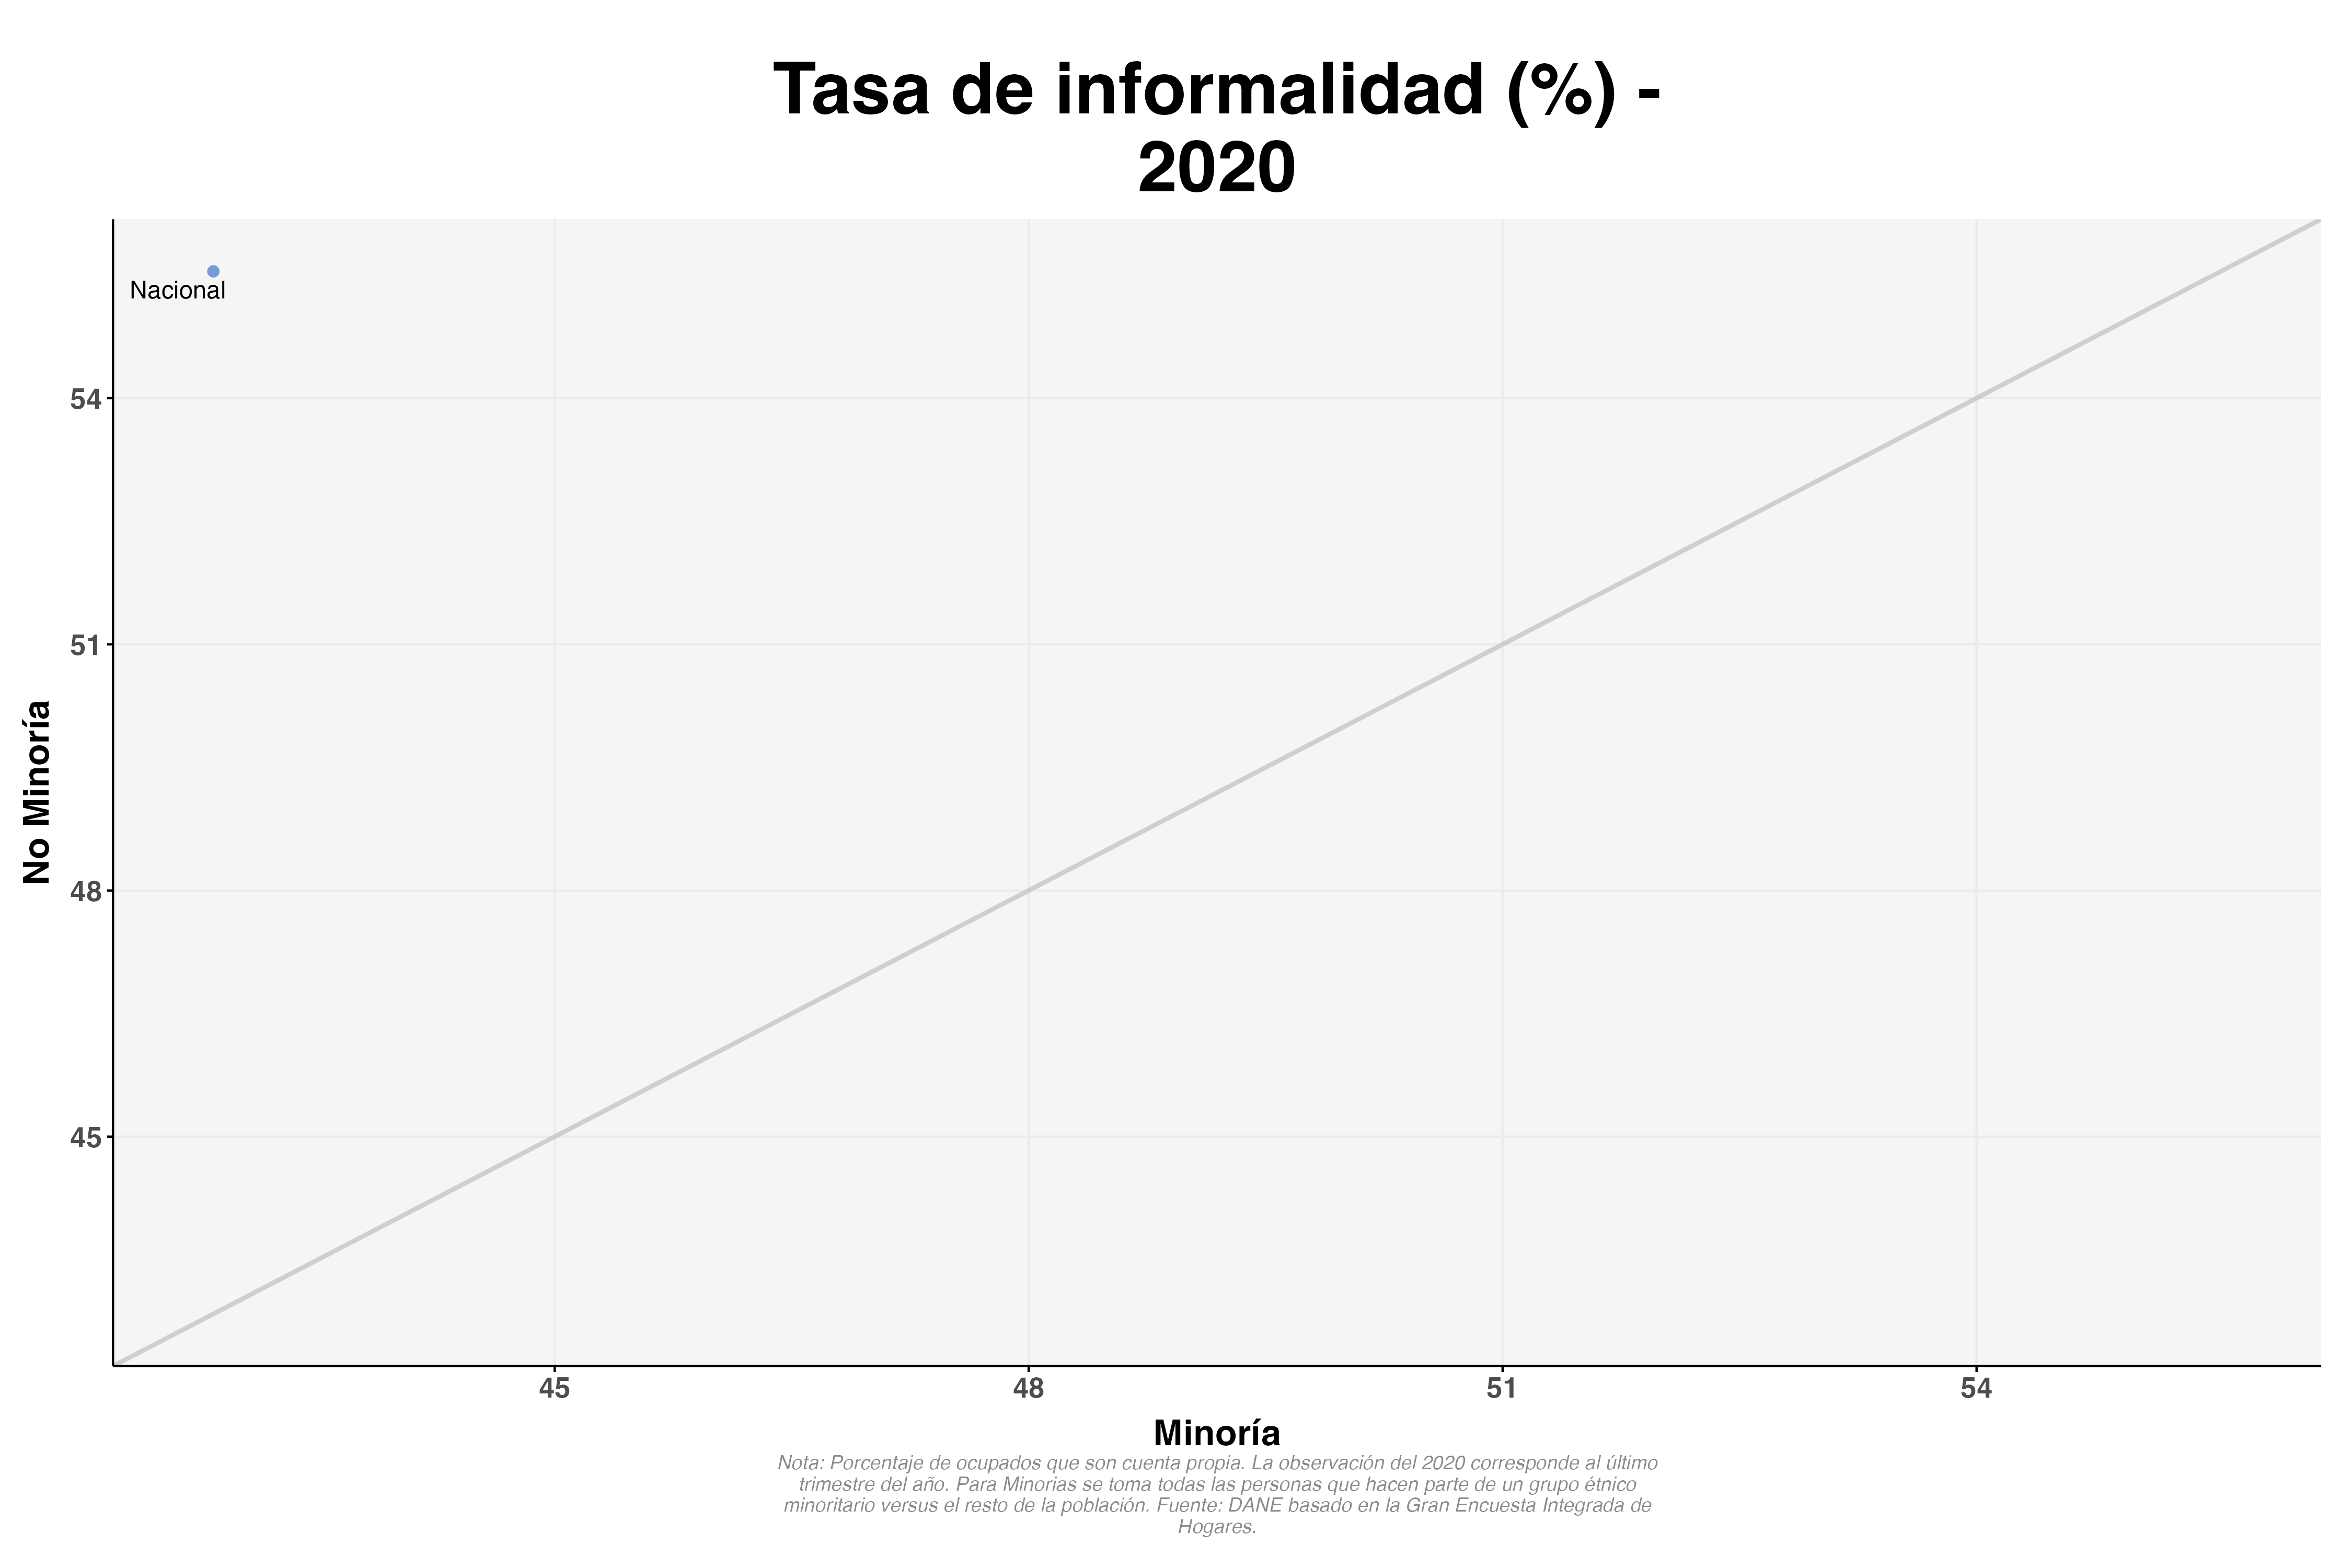 Tasa de informalidad (%) -
2020
Nacional
54
51
48
45
No Minoría
45
48
51
54
Minoría
Nota: Porcentaje de ocupados que son cuenta propia. La observación del 2020 corresponde al último
trimestre del año. Para Minorias se toma todas las personas que hacen parte de un grupo étnico
minoritario versus el resto de la población. Fuente: DANE basado en la Gran Encuesta Integrada de
Hogares.